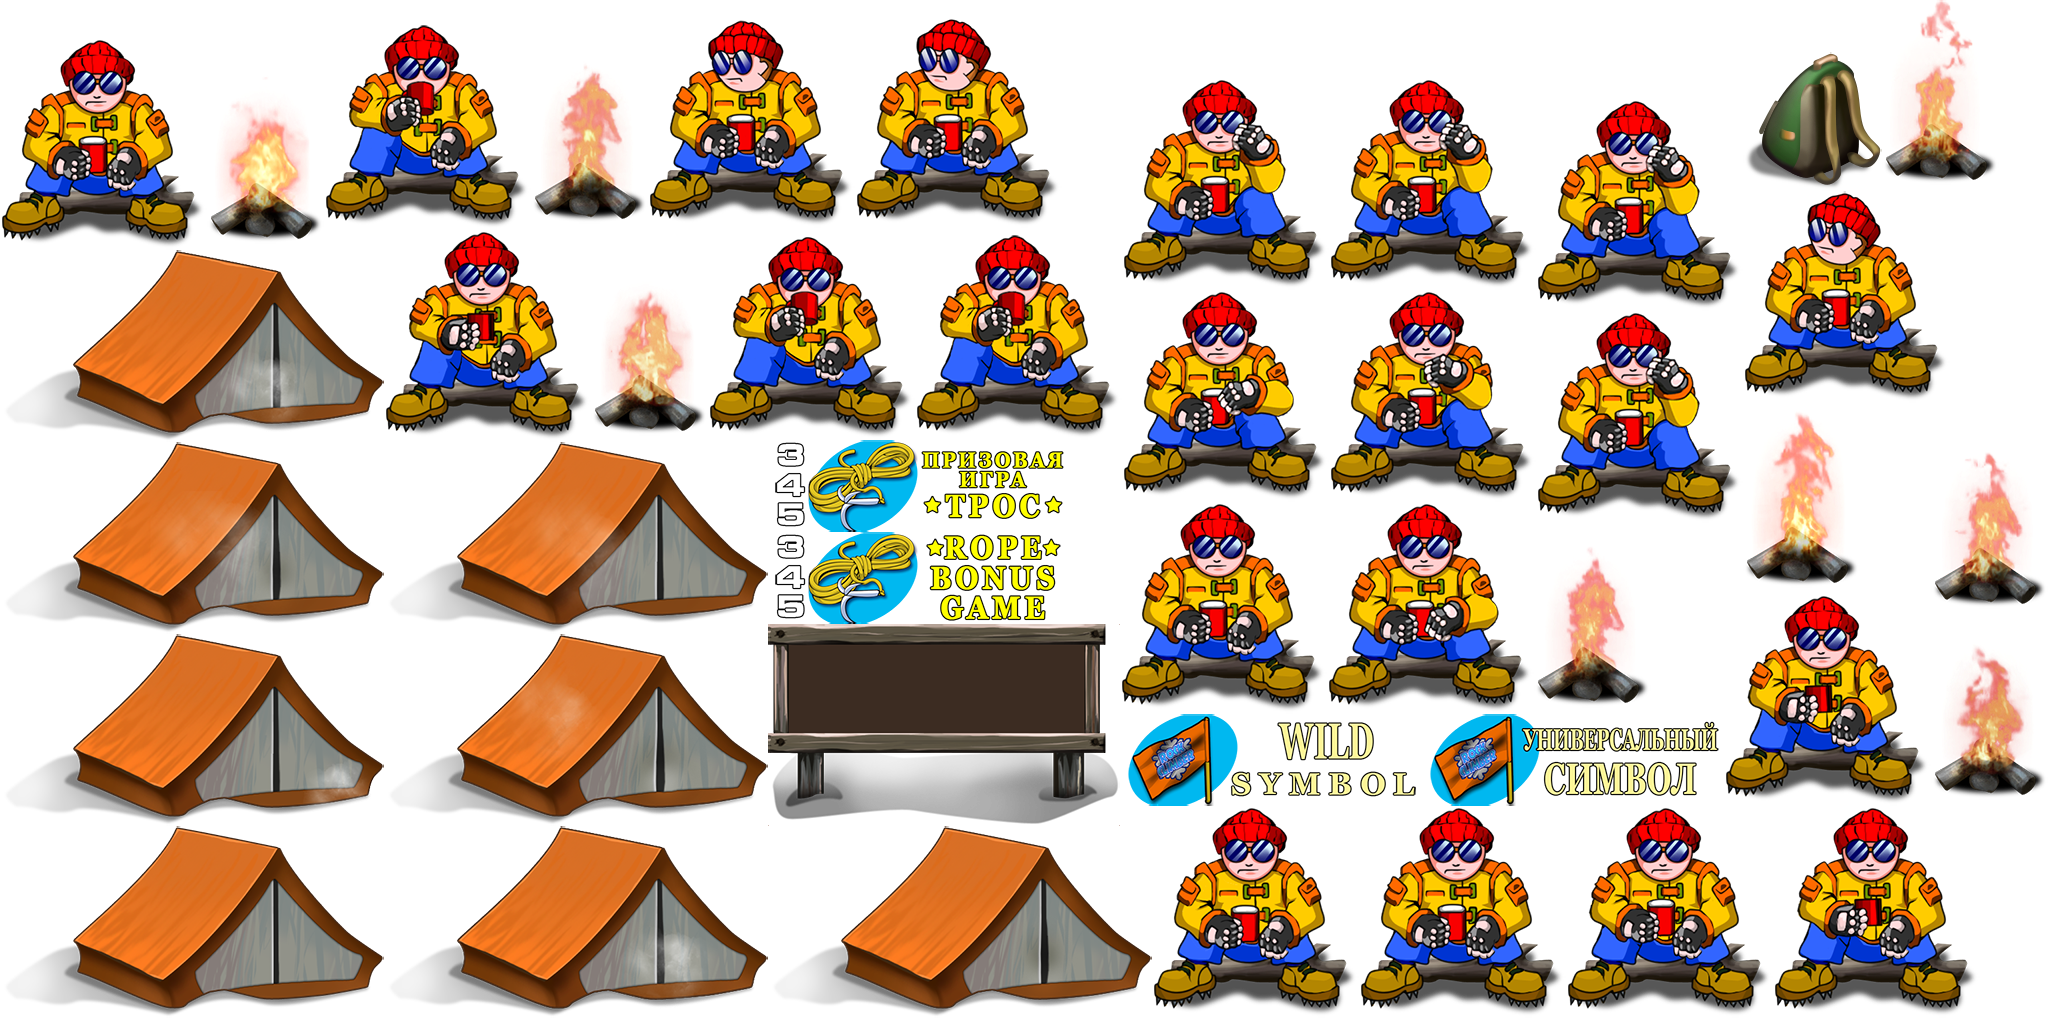 3
4
5
ПРИЗОВАЯ
ИГРА
ТРОС
3
4
5
ROPE
BONUS
GAME
WILD
SYMBOL
УНИВЕРСАЛЬНЫЙ
СИМВОЛ